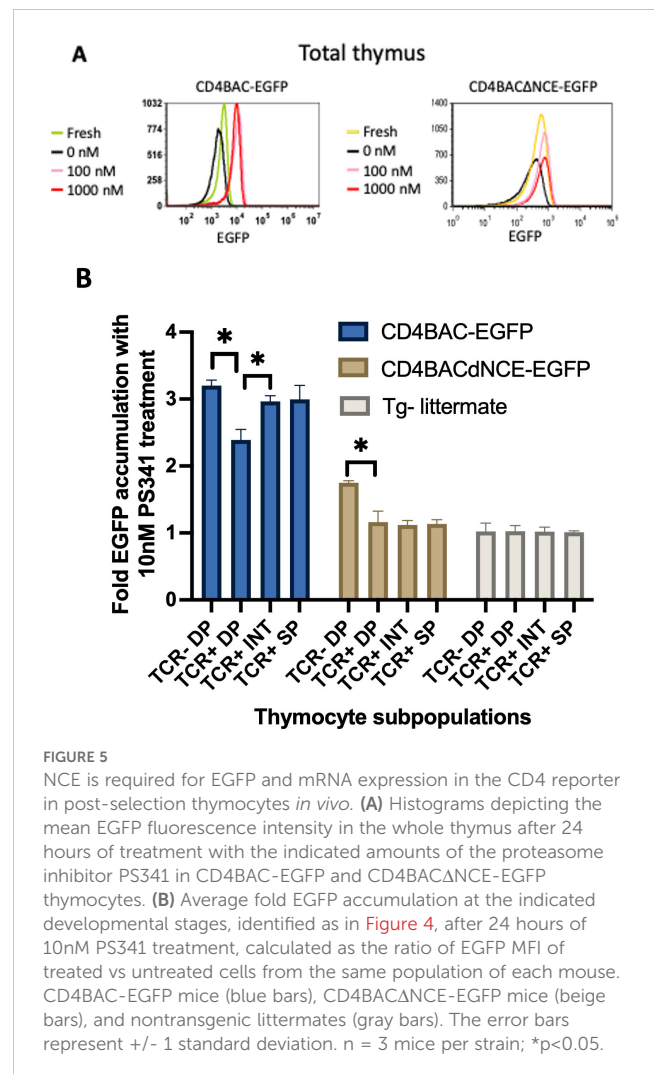 A
Total thymus
CD4BAC-EGFP
CD4BACΔNCE-EGFP
Fresh
0 nM
100 nM
1000 nM
1032
774
516
258
0
10² 10³ 10⁴ 10⁵ 10⁶ 10⁷
EGFP
Fresh
0 nM
100 nM
1000 nM
1400
1050
700
350
0
10⁰ 10¹ 10² 10³ 10⁴ 10⁵
EGFP
B
Fold EGFP accumulation with
10nM PS341 treatment
4
3
2
1
0
* *
*
CD4BAC-EGFP
CD4BACdNCE-EGFP
Tg- littermate
TCR- DP
TCR+ DP
TCR+ INT
TCR+ SP
TCR- DP
TCR+ DP
TCR+ INT
TCR+ SP
TCR- DP
TCR+ DP
TCR+ INT
TCR+ SP
Thymocyte subpopulations
FIGURE 5
NCE is required for EGFP and mRNA expression in the CD4 reporter
in post-selection thymocytes in vivo. (A) Histograms depicting the
mean EGFP fluorescence intensity in the whole thymus after 24
hours of treatment with the indicated amounts of the proteasome
inhibitor PS341 in CD4BAC-EGFP and CD4BACΔNCE-EGFP
thymocytes. (B) Average fold EGFP accumulation at the indicated
developmental stages, identified as in Figure 4, after 24 hours of
10nM PS341 treatment, calculated as the ratio of EGFP MFI of
treated vs untreated cells from the same population of each mouse.
CD4BAC-EGFP mice (blue bars), CD4BACΔNCE-EGFP mice (beige
bars), and nontransgenic littermates (gray bars). The error bars
represent +/- 1 standard deviation. n = 3 mice per strain; *p<0.05.